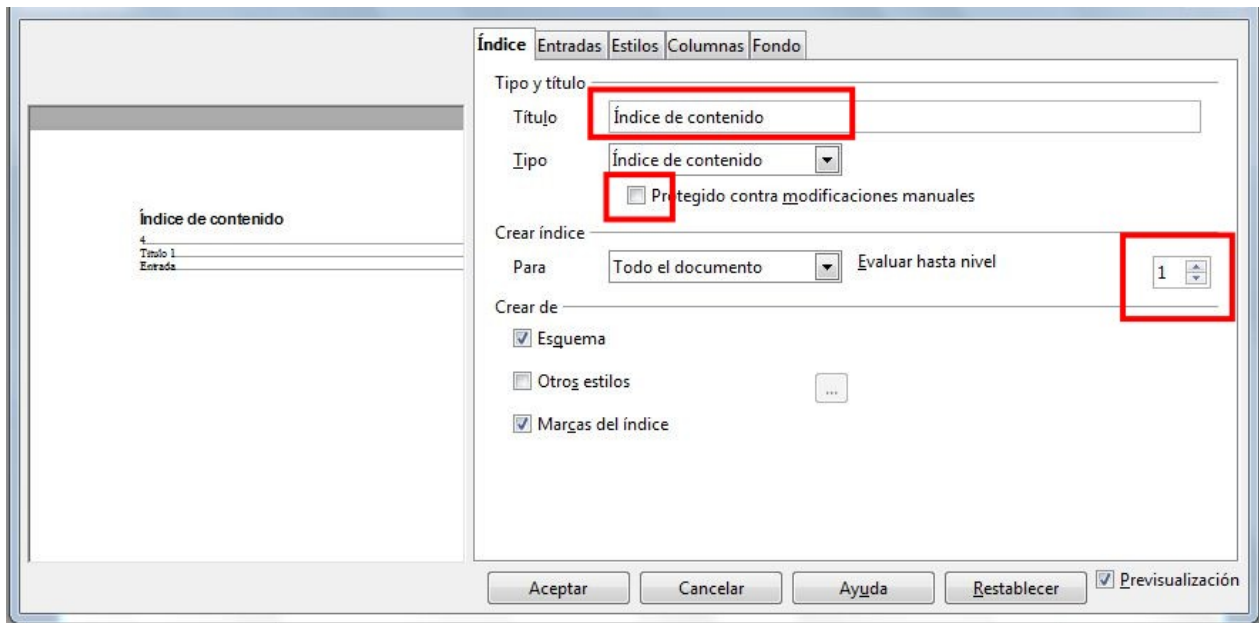 Índice Entradas Estilos Columnas Fondo
Tipo y título
Título Índice de contenido
Tipo Índice de contenido
Protegido contra modificaciones manuales
Índice de contenido
4
Título 1
Entrada
Crear índice
Para Todo el documento Evaluar hasta nivel 1
Crear de
Esquema
Otros estilos ...
Marcas del índice
Aceptar Cancelar Ayuda Restablecer Previsualización